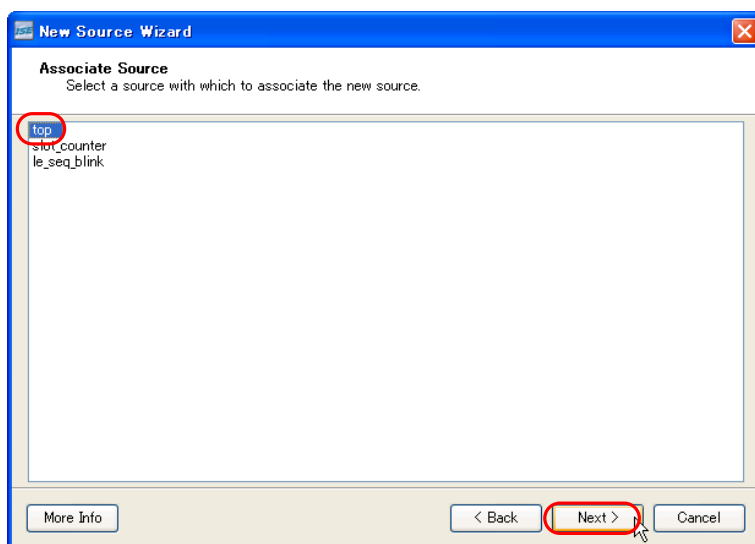 ISE New Source Wizard
Associate Source
Select a source with which to associate the new source.
top
slot_counter
le_seq_blink
More Info
< Back
Next >
Cancel